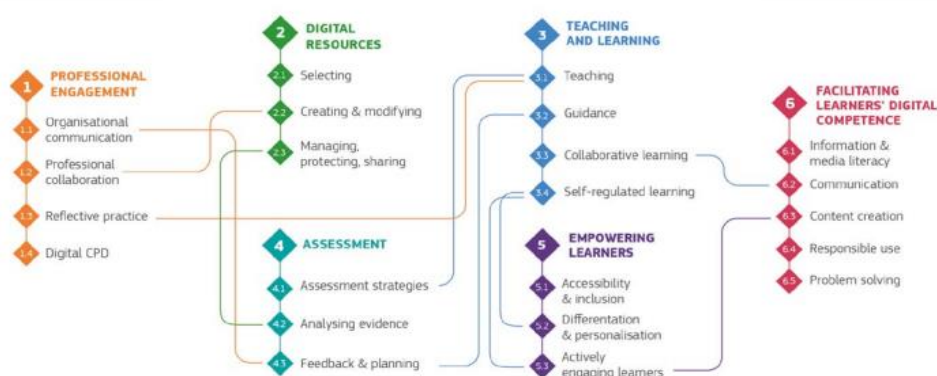 1
PROFESSIONAL
ENGAGEMENT
1.1
Organisational
communication
1.2
Professional
collaboration
1.3
Reflective practice
1.4
Digital CPD
2
DIGITAL
RESOURCES
2.1
Selecting
2.2
Creating & modifying
2.3
Managing,
protecting, sharing
4
ASSESSMENT
4.1
Assessment strategies
4.2
Analysing evidence
4.3
Feedback & planning
3
TEACHING
AND LEARNING
3.1
Teaching
3.2
Guidance
3.3
Collaborative learning
3.4
Self-regulated learning
5
EMPOWERING
LEARNERS
5.1
Accessibility
& inclusion
5.2
Differentation
& personalisation
5.3
Actively
engaging learners
6
FACILITATING
LEARNERS' DIGITAL
COMPETENCE
6.1
Information &
media literacy
6.2
Communication
6.3
Content creation
6.4
Responsible use
6.5
Problem solving